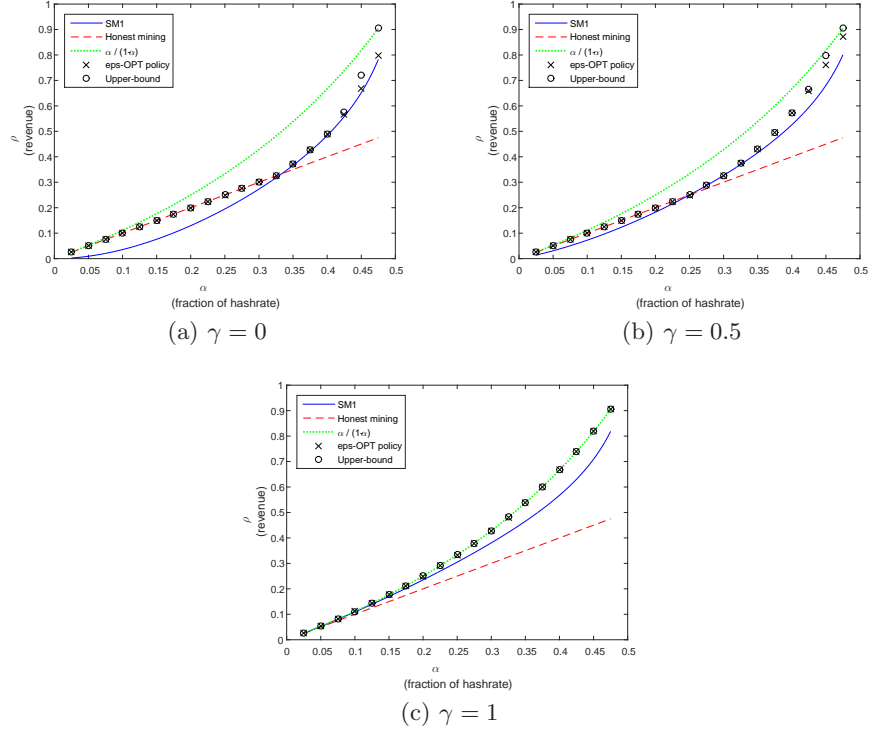 1
0.9
0.8
0.7
0.6
0.5
0.4
0.3
0.2
0.1
0
ρ
(revenue)
SM1
Honest mining
α / (1-α)
eps-OPT policy
Upper-bound
0 0.05 0.1 0.15 0.2 0.25 0.3 0.35 0.4 0.45 0.5
α
(fraction of hashrate)
(a) γ = 0
1
0.9
0.8
0.7
0.6
0.5
0.4
0.3
0.2
0.1
0
ρ
(revenue)
SM1
Honest mining
α / (1-α)
eps-OPT policy
Upper-bound
0 0.05 0.1 0.15 0.2 0.25 0.3 0.35 0.4 0.45 0.5
α
(fraction of hashrate)
(b) γ = 0.5
1
0.9
0.8
0.7
0.6
0.5
0.4
0.3
0.2
0.1
0
ρ
(revenue)
SM1
Honest mining
α / (1-α)
eps-OPT policy
Upper-bound
0 0.05 0.1 0.15 0.2 0.25 0.3 0.35 0.4 0.45 0.5
α
(fraction of hashrate)
(c) γ = 1